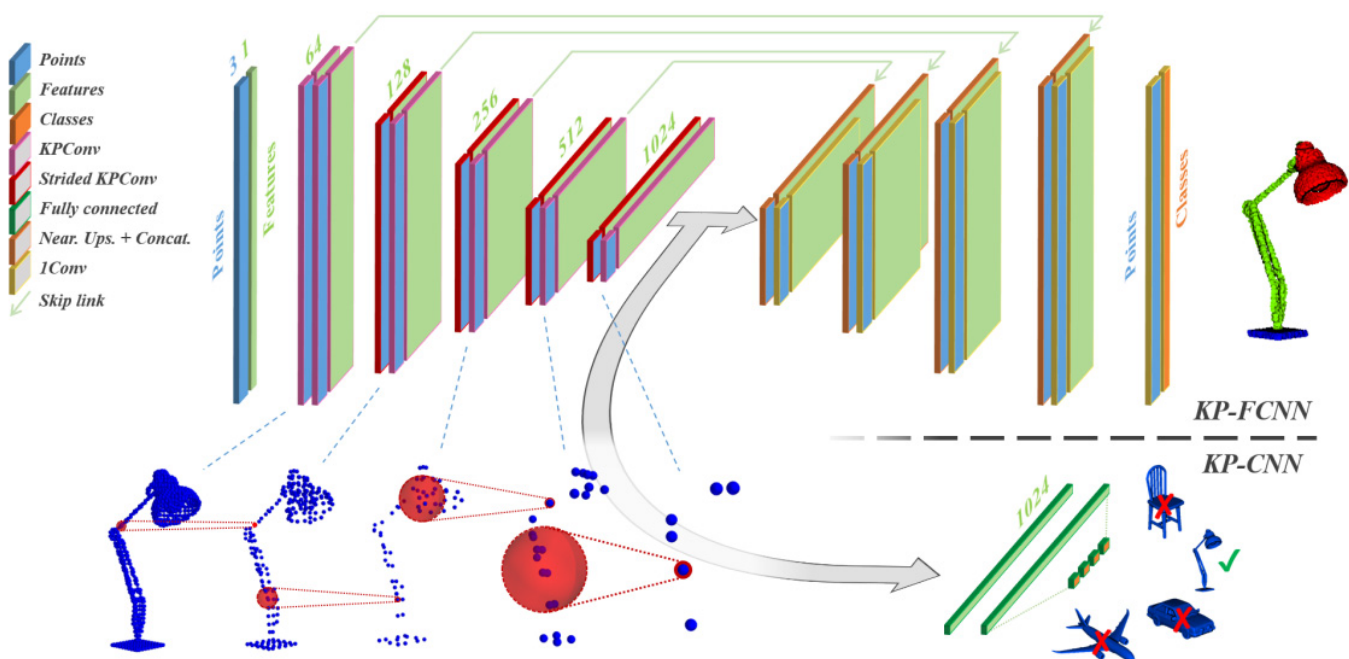 Points
Features
Classes
KPConv
Strided KPConv
Fully connected
Near. Ups. + Concat.
1Conv
Skip link
3
1
64
128
256
512
1024
Points
Features
Points
Classes
KP-FCNN
KP-CNN
1024